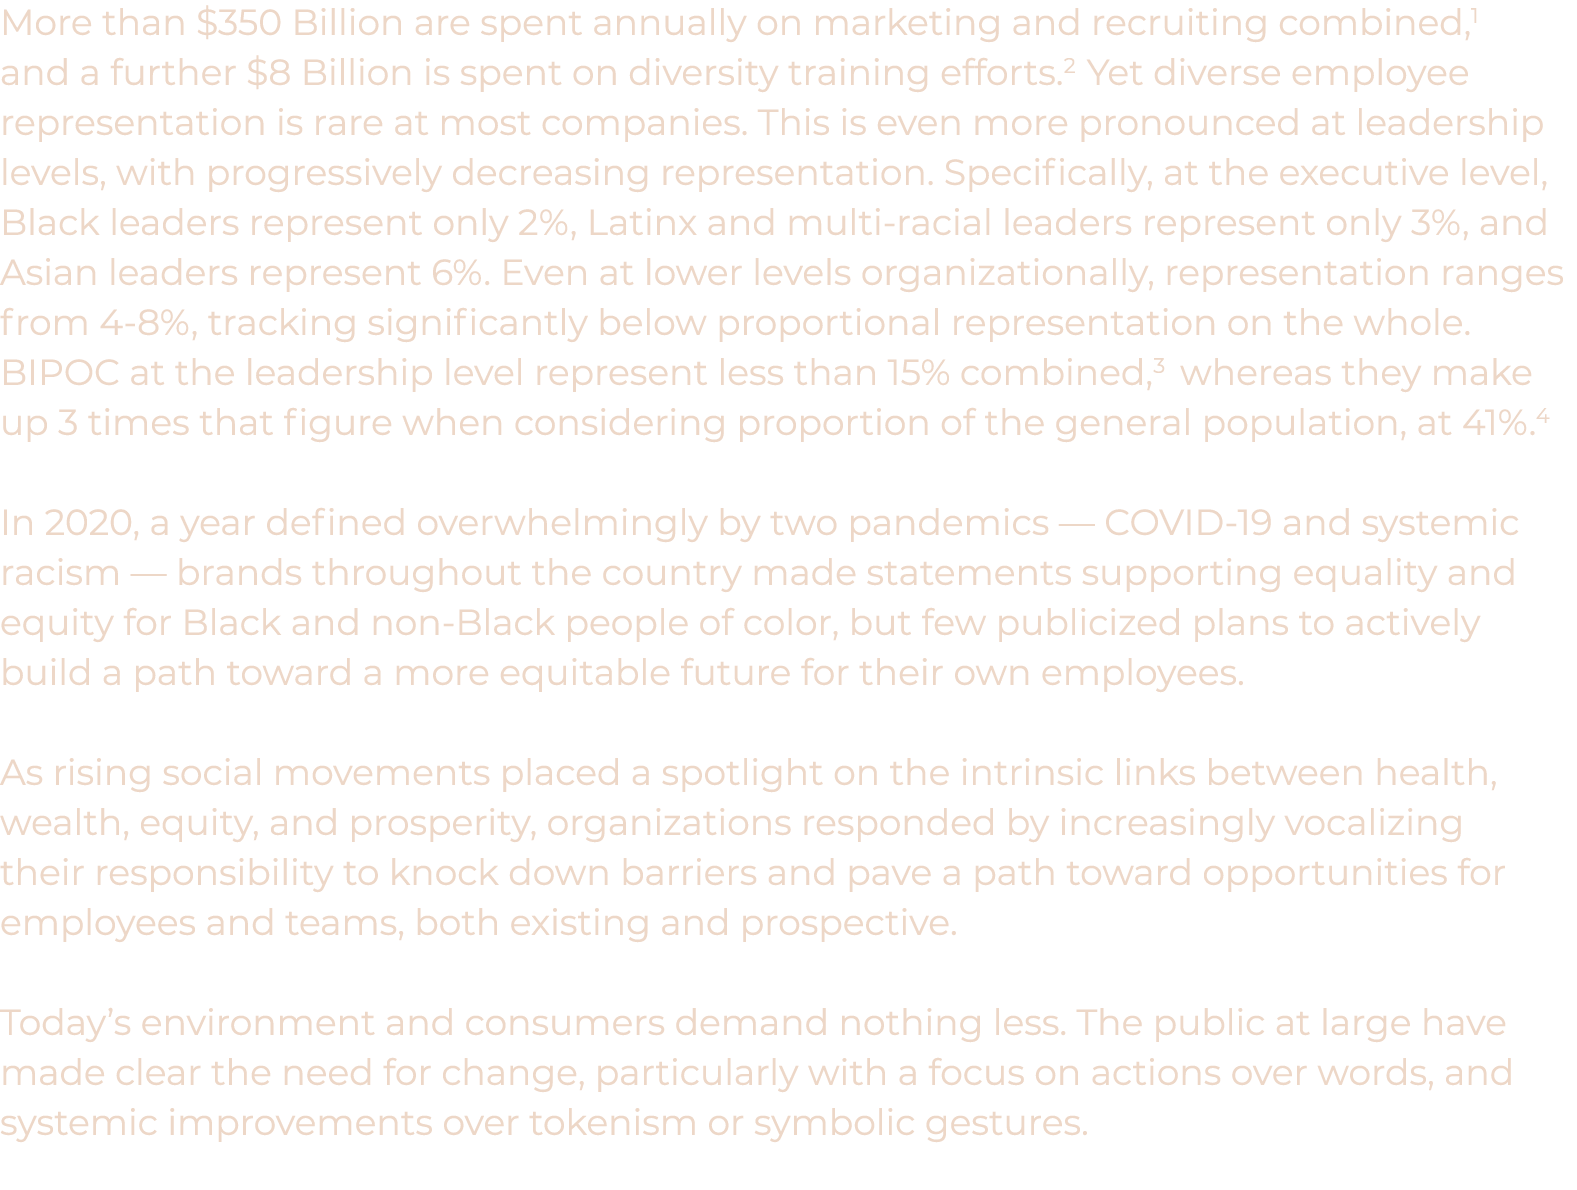 More than $350 Billion are spent annually on marketing and recruiting combined,¹
and a further $8 Billion is spent on diversity training efforts.² Yet diverse employee
representation is rare at most companies. This is even more pronounced at leadership
levels, with progressively decreasing representation. Specifically, at the executive level,
Black leaders represent only 2%, Latinx and multi-racial leaders represent only 3%, and
Asian leaders represent 6%. Even at lower levels organizationally, representation ranges
from 4-8%, tracking significantly below proportional representation on the whole.
BIPOC at the leadership level represent less than 15% combined,³ whereas they make
up 3 times that figure when considering proportion of the general population, at 41%.⁴
In 2020, a year defined overwhelmingly by two pandemics — COVID-19 and systemic
racism — brands throughout the country made statements supporting equality and
equity for Black and non-Black people of color, but few publicized plans to actively
build a path toward a more equitable future for their own employees.
As rising social movements placed a spotlight on the intrinsic links between health,
wealth, equity, and prosperity, organizations responded by increasingly vocalizing
their responsibility to knock down barriers and pave a path toward opportunities for
employees and teams, both existing and prospective.
Today’s environment and consumers demand nothing less. The public at large have
made clear the need for change, particularly with a focus on actions over words, and
systemic improvements over tokenism or symbolic gestures.